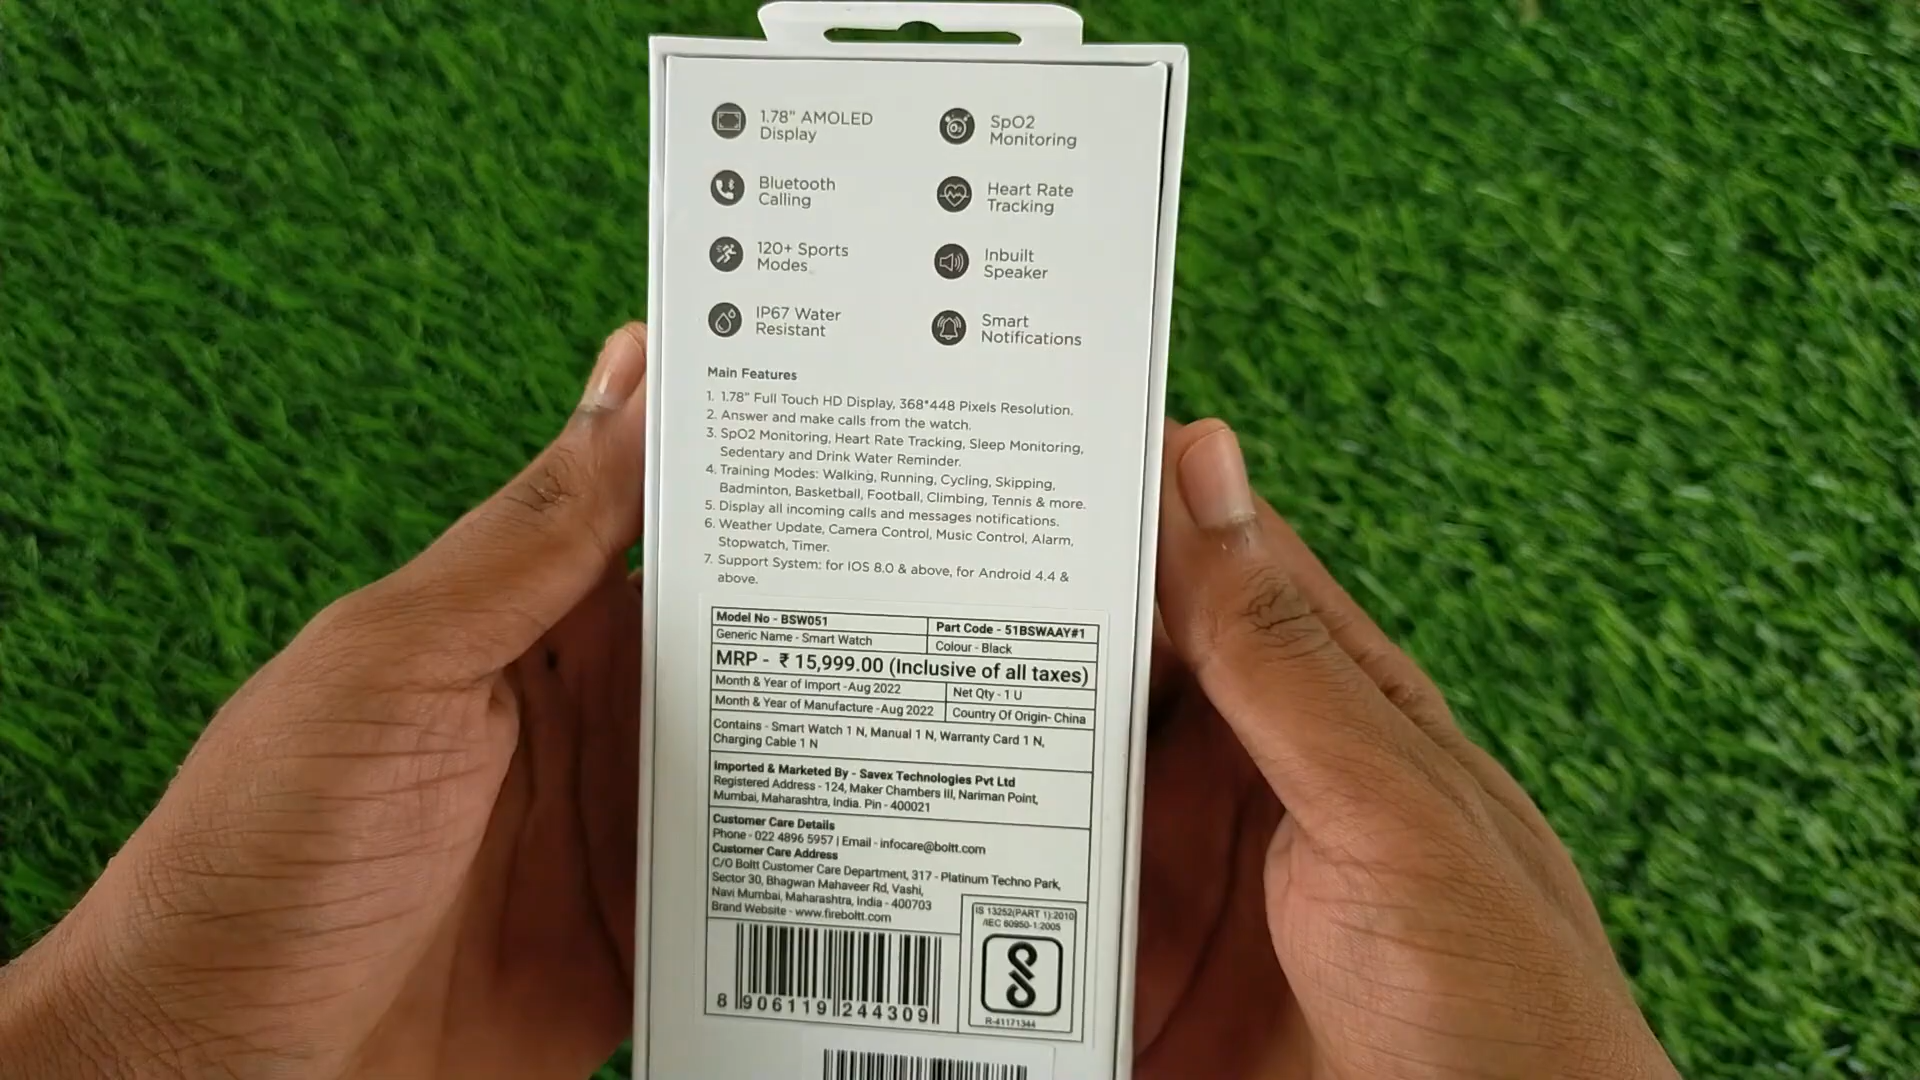 1.78" AMOLED
Display
SpO2
Monitoring
Bluetooth
Calling
Heart Rate
Tracking
120+ Sports
Modes
Inbuilt
Speaker
IP67 Water
Resistant
Smart
Notifications
Main Features
1. 1.78" Full Touch HD Display, 368*448 Pixels Resolution.
2. Answer and make calls from the watch.
3. SpO2 Monitoring, Heart Rate Tracking, Sleep Monitoring,
Sedentary and Drink Water Reminder.
4. Training Modes: Walking, Running, Cycling, Skipping,
Badminton, Basketball, Football, Climbing, Tennis & more.
5. Display all incoming calls and messages notifications.
6. Weather Update, Camera Control, Music Control, Alarm,
Stopwatch, Timer.
7. Support System: for IOS 8.0 & above, for Android 4.4 &
above.
Model No - BSW051
Part Code - 51BSWAAY#1
Generic Name - Smart Watch
Colour - Black
MRP - ₹ 15,999.00 (Inclusive of all taxes)
Month & Year of Import -Aug 2022
Net Qty - 1 U
Month & Year of Manufacture -Aug 2022
Country Of Origin- China
Contains - Smart Watch 1 N, Manual 1 N, Warranty Card 1 N,
Charging Cable 1 N
Imported & Marketed By - Savex Technologies Pvt Ltd
Registered Address - 124, Maker Chambers III, Nariman Point,
Mumbai, Maharashtra, India. Pin - 400021
Customer Care Details
Phone - 022 4896 5957 | Email - infocare@boltt.com
Customer Care Address
C/O Boltt Customer Care Department, 317 - Platinum Techno Park,
Sector 30, Bhagwan Mahaveer Rd, Vashi,
Navi Mumbai, Maharashtra, India - 400703
Brand Website - www.fireboltt.com
IS 13252(PART 1):2010
/IEC 60950-1:2005
8 906119 244309
R-41171344